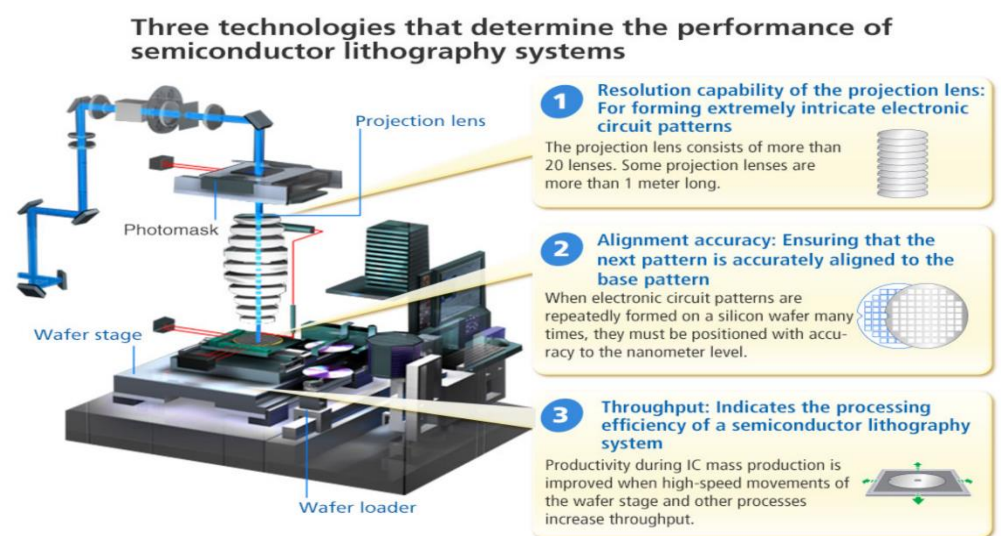 Three technologies that determine the performance of
semiconductor lithography systems
Projection lens
Photomask
Wafer stage
Wafer loader
1
Resolution capability of the projection lens:
For forming extremely intricate electronic
circuit patterns
The projection lens consists of more than
20 lenses. Some projection lenses are
more than 1 meter long.
2
Alignment accuracy: Ensuring that the
next pattern is accurately aligned to the
base pattern
When electronic circuit patterns are
repeatedly formed on a silicon wafer many
times, they must be positioned with accu-
racy to the nanometer level.
3
Throughput: Indicates the processing
efficiency of a semiconductor lithography
system
Productivity during IC mass production is
improved when high-speed movements of
the wafer stage and other processes
increase throughput.